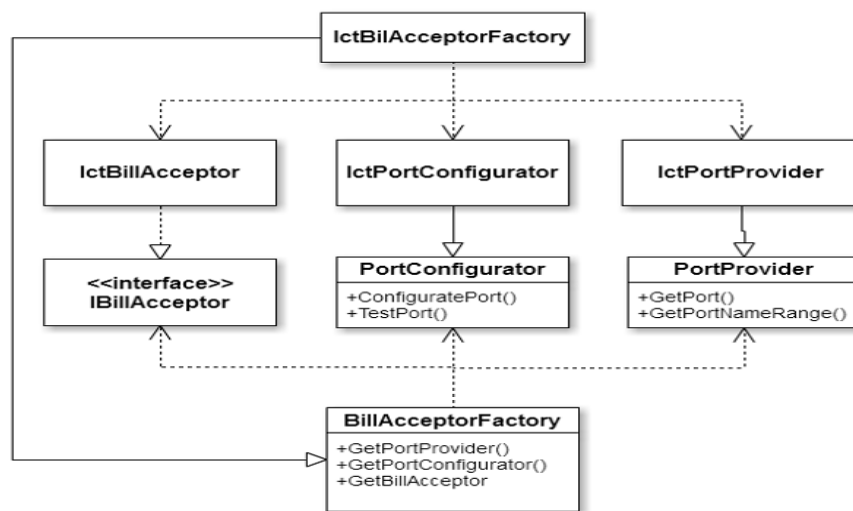 IctBilAcceptorFactory
IctBillAcceptor
IctPortConfigurator
IctPortProvider
<<interface>>
IBillAcceptor
PortConfigurator
+ConfiguratePort()
+TestPort()
PortProvider
+GetPort()
+GetPortNameRange()
BillAcceptorFactory
+GetPortProvider()
+GetPortConfigurator()
+GetBillAcceptor